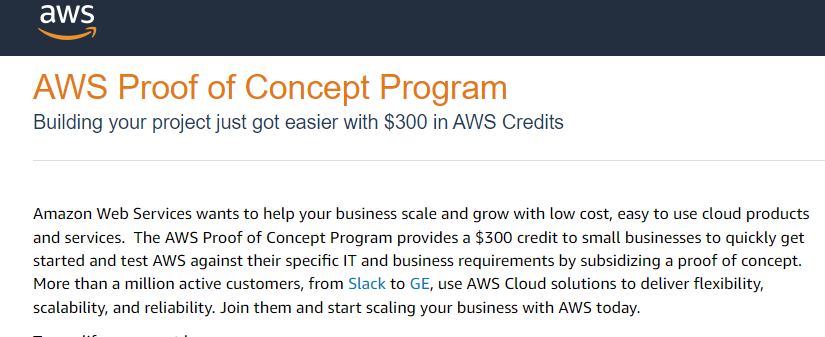 aws
AWS Proof of Concept Program
Building your project just got easier with $300 in AWS Credits
Amazon Web Services wants to help your business scale and grow with low cost, easy to use cloud products
and services.  The AWS Proof of Concept Program provides a $300 credit to small businesses to quickly get
started and test AWS against their specific IT and business requirements by subsidizing a proof of concept.
More than a million active customers, from Slack to GE, use AWS Cloud solutions to deliver flexibility,
scalability, and reliability. Join them and start scaling your business with AWS today.